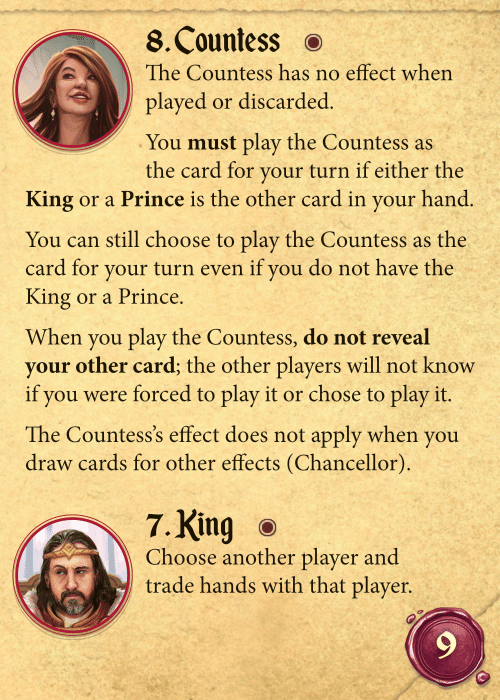 8. Countess
The Countess has no effect when
played or discarded.
You must play the Countess as
the card for your turn if either the
King or a Prince is the other card in your hand.
You can still choose to play the Countess as the
card for your turn even if you do not have the
King or a Prince.
When you play the Countess, do not reveal
your other card; the other players will not know
if you were forced to play it or chose to play it.
The Countess's effect does not apply when you
draw cards for other effects (Chancellor).
7. King
Choose another player and
trade hands with that player.
9